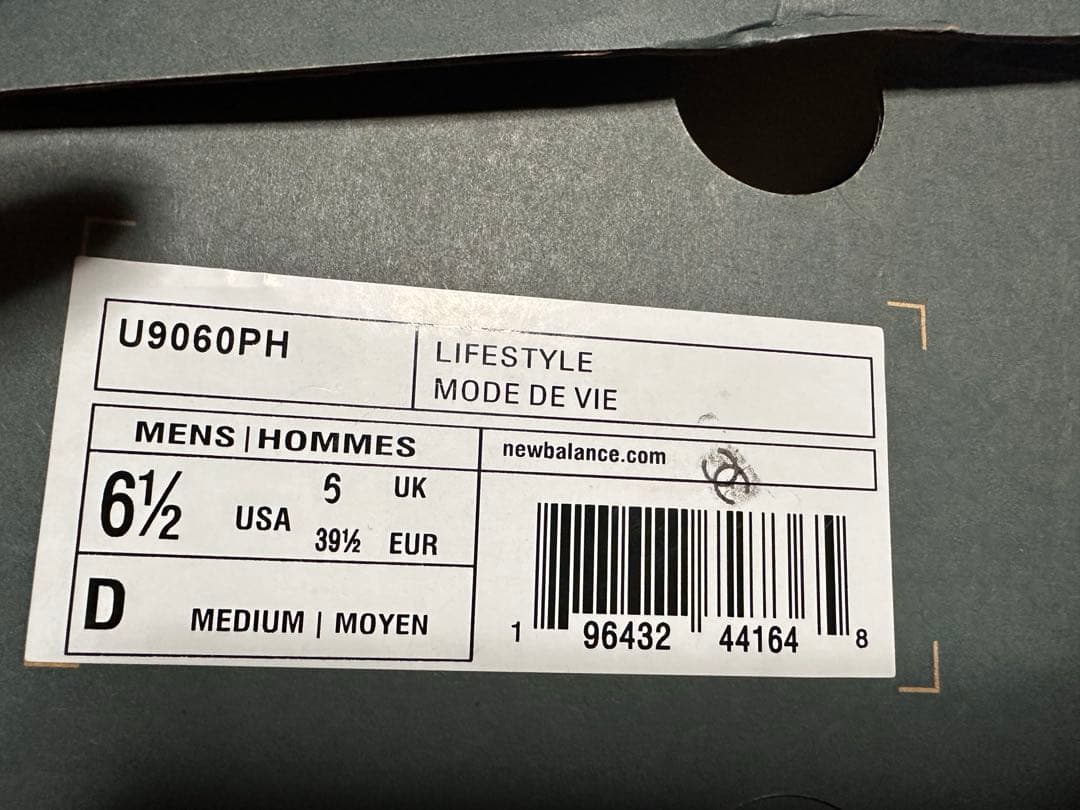 U9060PH
LIFESTYLE
MODE DE VIE
MENS | HOMMES
newbalance.com
6½ USA
6 UK
39½ EUR
D MEDIUM | MOYEN
1 96432 44164 8